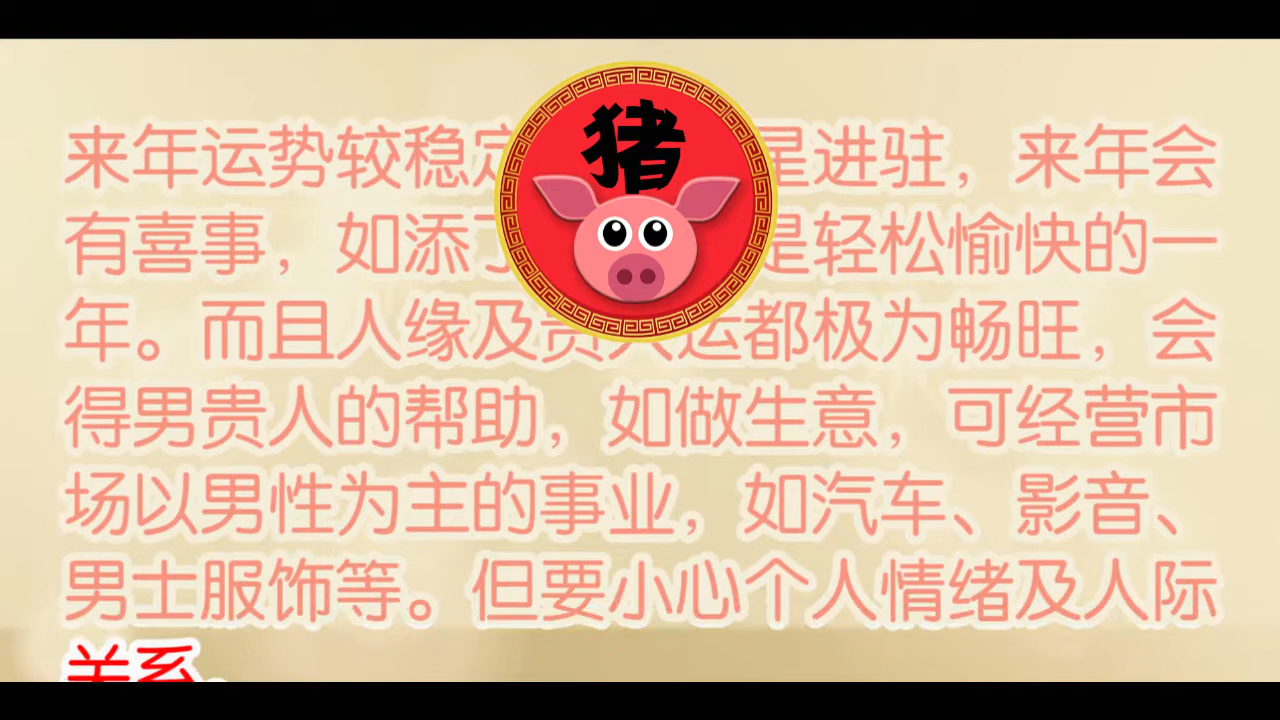 猪
来年运势较稳定 星进驻，来年会
有喜事，如添丁 是轻松愉快的一
年。而且人缘及贵人运都极为畅旺，会
得男贵人的帮助，如做生意，可经营市
场以男性为主的事业，如汽车、影音、
男士服饰等。但要小心个人情绪及人际
关系。